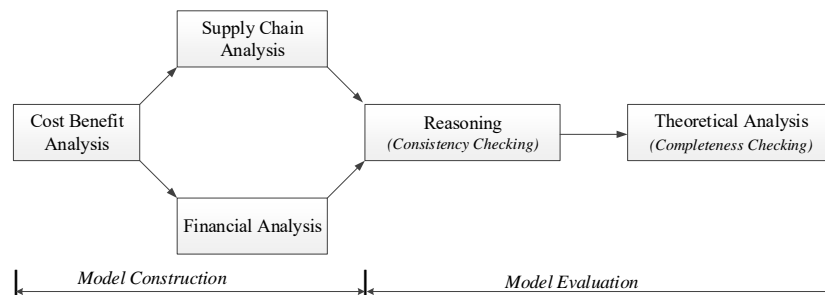 Supply Chain
Analysis
Cost Benefit
Analysis
Reasoning
(Consistency Checking)
Theoretical Analysis
(Completeness Checking)
Financial Analysis
Model Construction
Model Evaluation